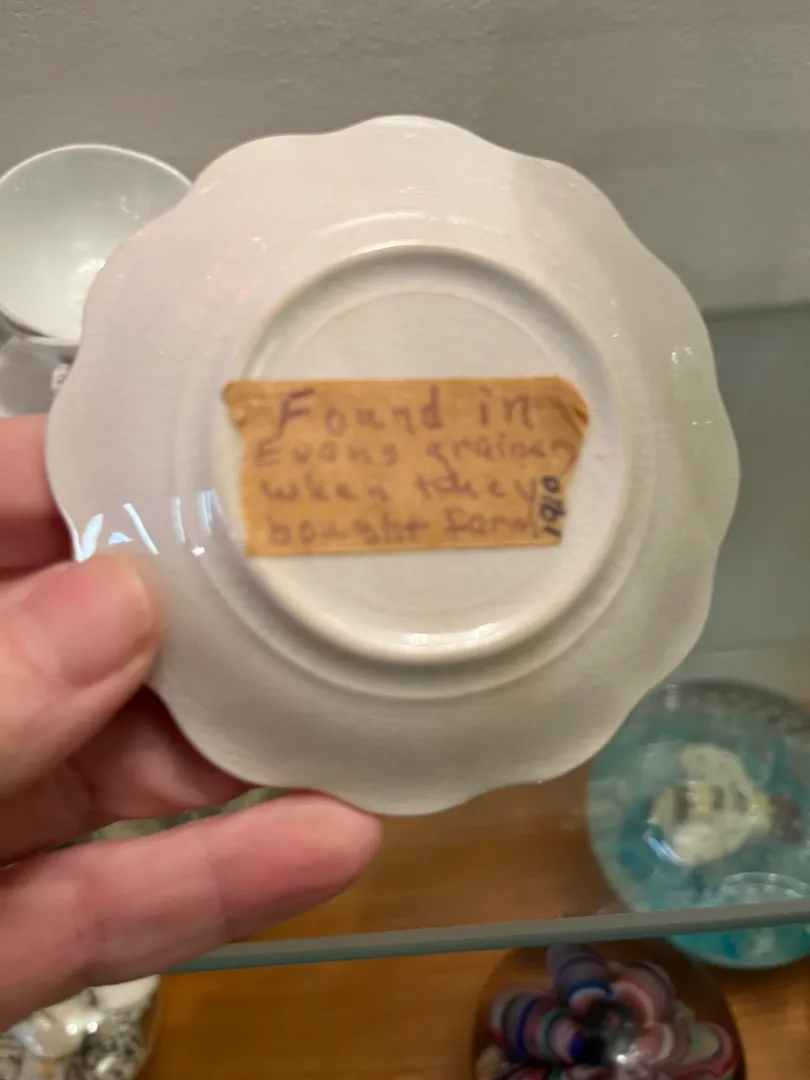 Found in
Evans grainery
when they
bought farm
1910